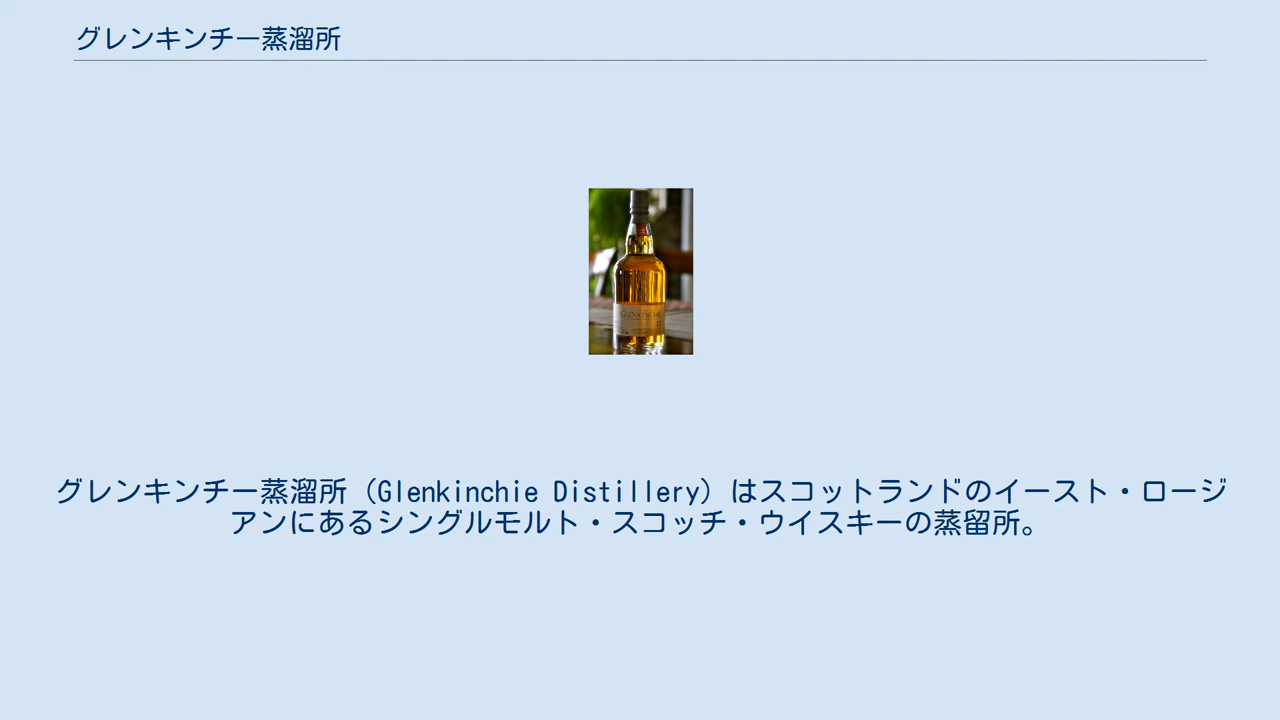 グレンキンチー蒸溜所
GLENKINCHIE
グレンキンチー蒸溜所（Glenkinchie Distillery）はスコットランドのイースト・ロージ
アンにあるシングルモルト・スコッチ・ウイスキーの蒸留所。